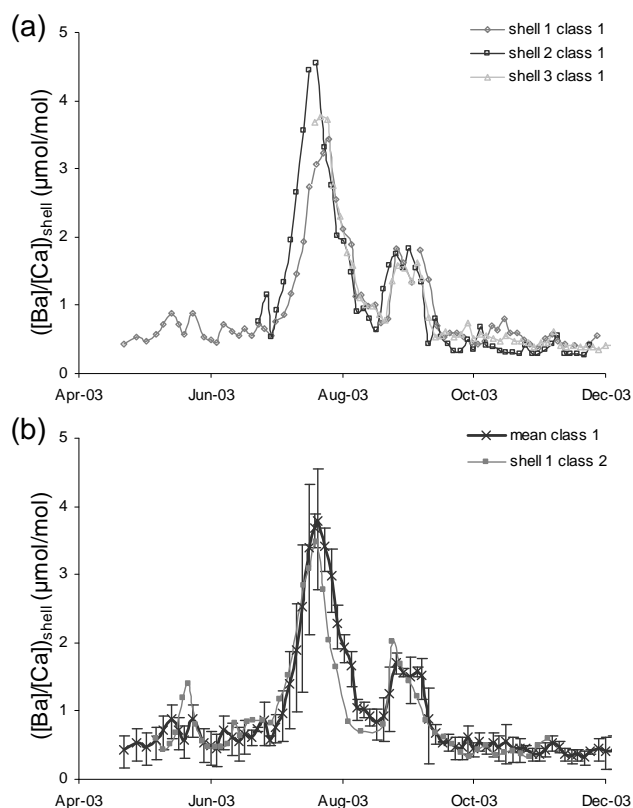 (a)
shell 1 class 1
shell 2 class 1
shell 3 class 1
([Ba]/[Ca])shell (µmol/mol)
5
4
3
2
1
0
Apr-03 Jun-03 Aug-03 Oct-03 Dec-03
(b)
mean class 1
shell 1 class 2
([Ba]/[Ca])shell (µmol/mol)
5
4
3
2
1
0
Apr-03 Jun-03 Aug-03 Oct-03 Dec-03